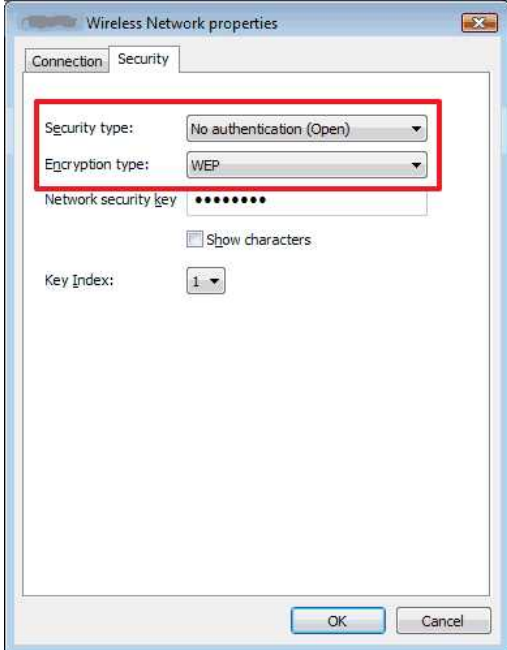 Wireless Network properties
Connection Security
Security type: No authentication (Open)
Encryption type: WEP
Network security key ••••••••
Show characters
Key Index: 1
OK Cancel